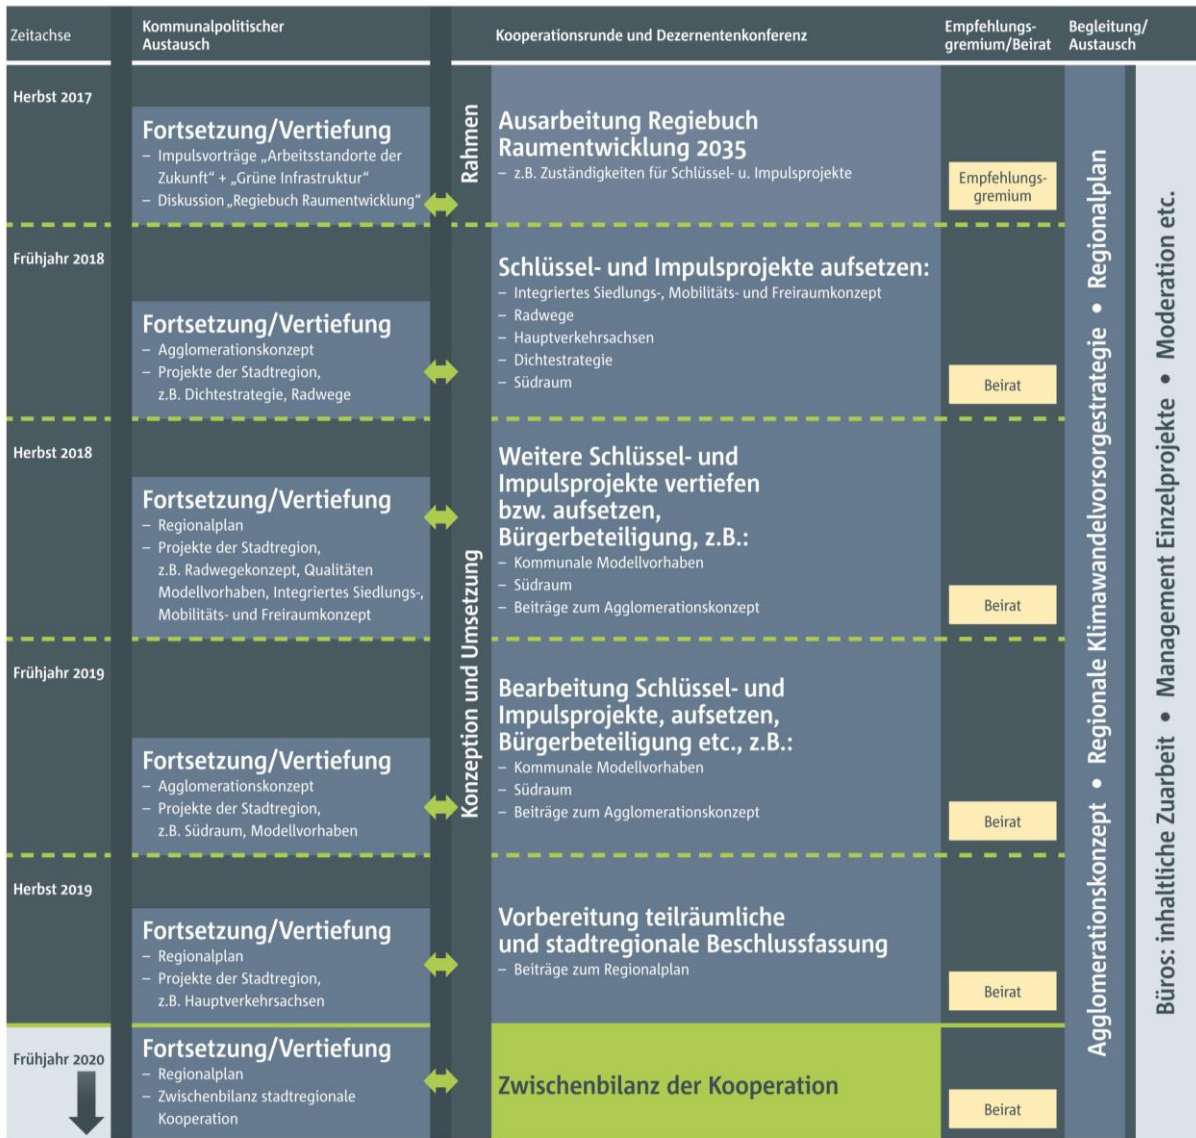 Zeitachse
Kommunalpolitischer
Austausch
Kooperationsrunde und Dezernentenkonferenz
Empfehlungs-
gremium/Beirat
Begleitung/
Austausch
Herbst 2017
Fortsetzung/Vertiefung
– Impulsvorträge „Arbeitsstandorte der
Zukunft“ + „Grüne Infrastruktur“
– Diskussion „Regiebuch Raumentwicklung“
Rahmen
Ausarbeitung Regiebuch
Raumentwicklung 2035
– z.B. Zuständigkeiten für Schlüssel- u. Impulsprojekte
Empfehlungs-
gremium
Frühjahr 2018
Fortsetzung/Vertiefung
– Agglomerationskonzept
– Projekte der Stadtregion,
z.B. Dichtestrategie, Radwege
Schlüssel- und Impulsprojekte aufsetzen:
– Integriertes Siedlungs-, Mobilitäts- und Freiraumkonzept
– Radwege
– Hauptverkehrsachsen
– Dichtestrategie
– Südraum
Beirat
Herbst 2018
Fortsetzung/Vertiefung
– Regionalplan
– Projekte der Stadtregion,
z.B. Radwegekonzept, Qualitäten
Modellvorhaben, Integriertes Siedlungs-,
Mobilitäts- und Freiraumkonzept
Konzeption und Umsetzung
Weitere Schlüssel- und
Impulsprojekte vertiefen
bzw. aufsetzen,
Bürgerbeteiligung, z.B.:
– Kommunale Modellvorhaben
– Südraum
– Beiträge zum Agglomerationskonzept
Beirat
Frühjahr 2019
Fortsetzung/Vertiefung
– Agglomerationskonzept
– Projekte der Stadtregion,
z.B. Südraum, Modellvorhaben
Bearbeitung Schlüssel- und
Impulsprojekte, aufsetzen,
Bürgerbeteiligung etc., z.B.:
– Kommunale Modellvorhaben
– Südraum
– Beiträge zum Agglomerationskonzept
Beirat
Herbst 2019
Fortsetzung/Vertiefung
– Regionalplan
– Projekte der Stadtregion,
z.B. Hauptverkehrsachsen
Vorbereitung teilräumliche
und stadtregionale Beschlussfassung
– Beiträge zum Regionalplan
Beirat
Frühjahr 2020
Fortsetzung/Vertiefung
– Regionalplan
– Zwischenbilanz stadtregionale
Kooperation
Zwischenbilanz der Kooperation
Beirat
Agglomerationskonzept • Regionale Klimawandelvorsorgestrategie • Regionalplan
Büros: inhaltliche Zuarbeit • Management Einzelprojekte • Moderation etc.